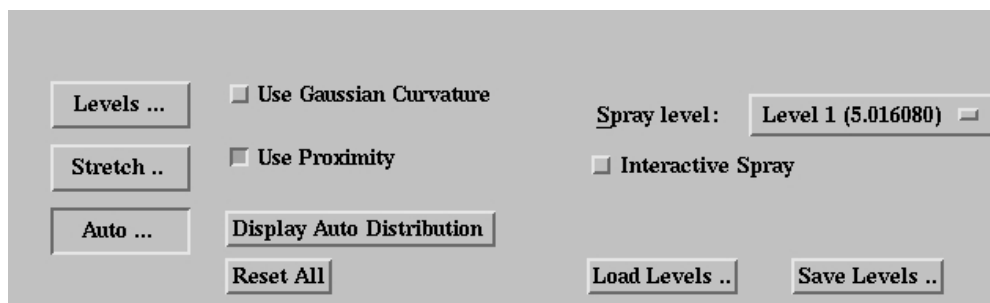 Levels ...
Use Gaussian Curvature
Spray level:
Level 1 (5.016080)
Stretch ..
Use Proximity
Interactive Spray
Auto ...
Display Auto Distribution
Reset All
Load Levels ..
Save Levels ..